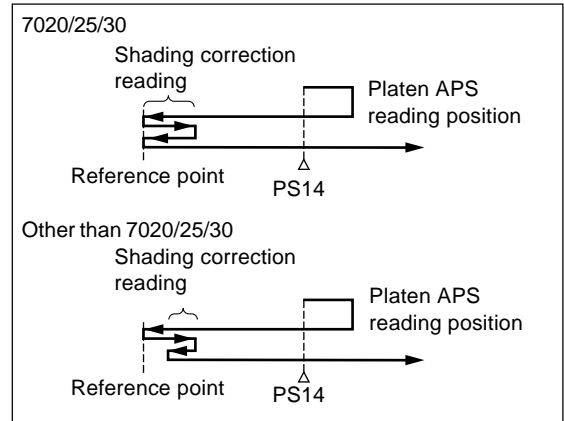 7020/25/30
Shading correction
reading
Platen APS
reading position
Reference point
PS14
Other than 7020/25/30
Shading correction
reading
Platen APS
reading position
Reference point
PS14